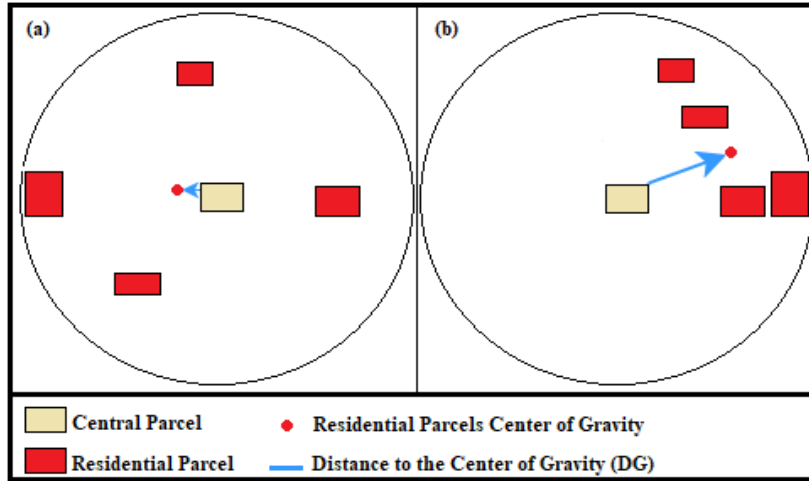 (a)
(b)
Central Parcel
Residential Parcels Center of Gravity
Residential Parcel
Distance to the Center of Gravity (DG)